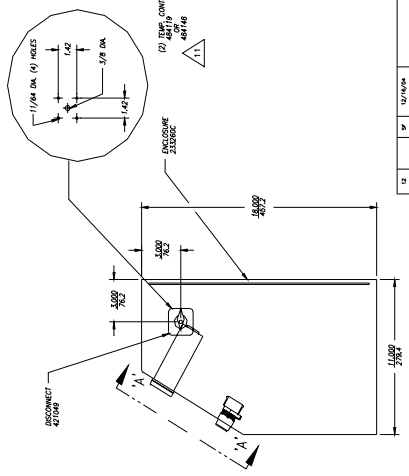 11/64 DIA. (4) HOLES
1.42
3/8 DIA.
1.42
(2) TEMP. CONT
484119
OR
484148
11
ENCLOSURE
233260C
DISCONNECT
421049
3.000
76.2
3.000
76.2
18.000
457.2
11.000
279.4
"A"
"A"
12
SF
12/16/04